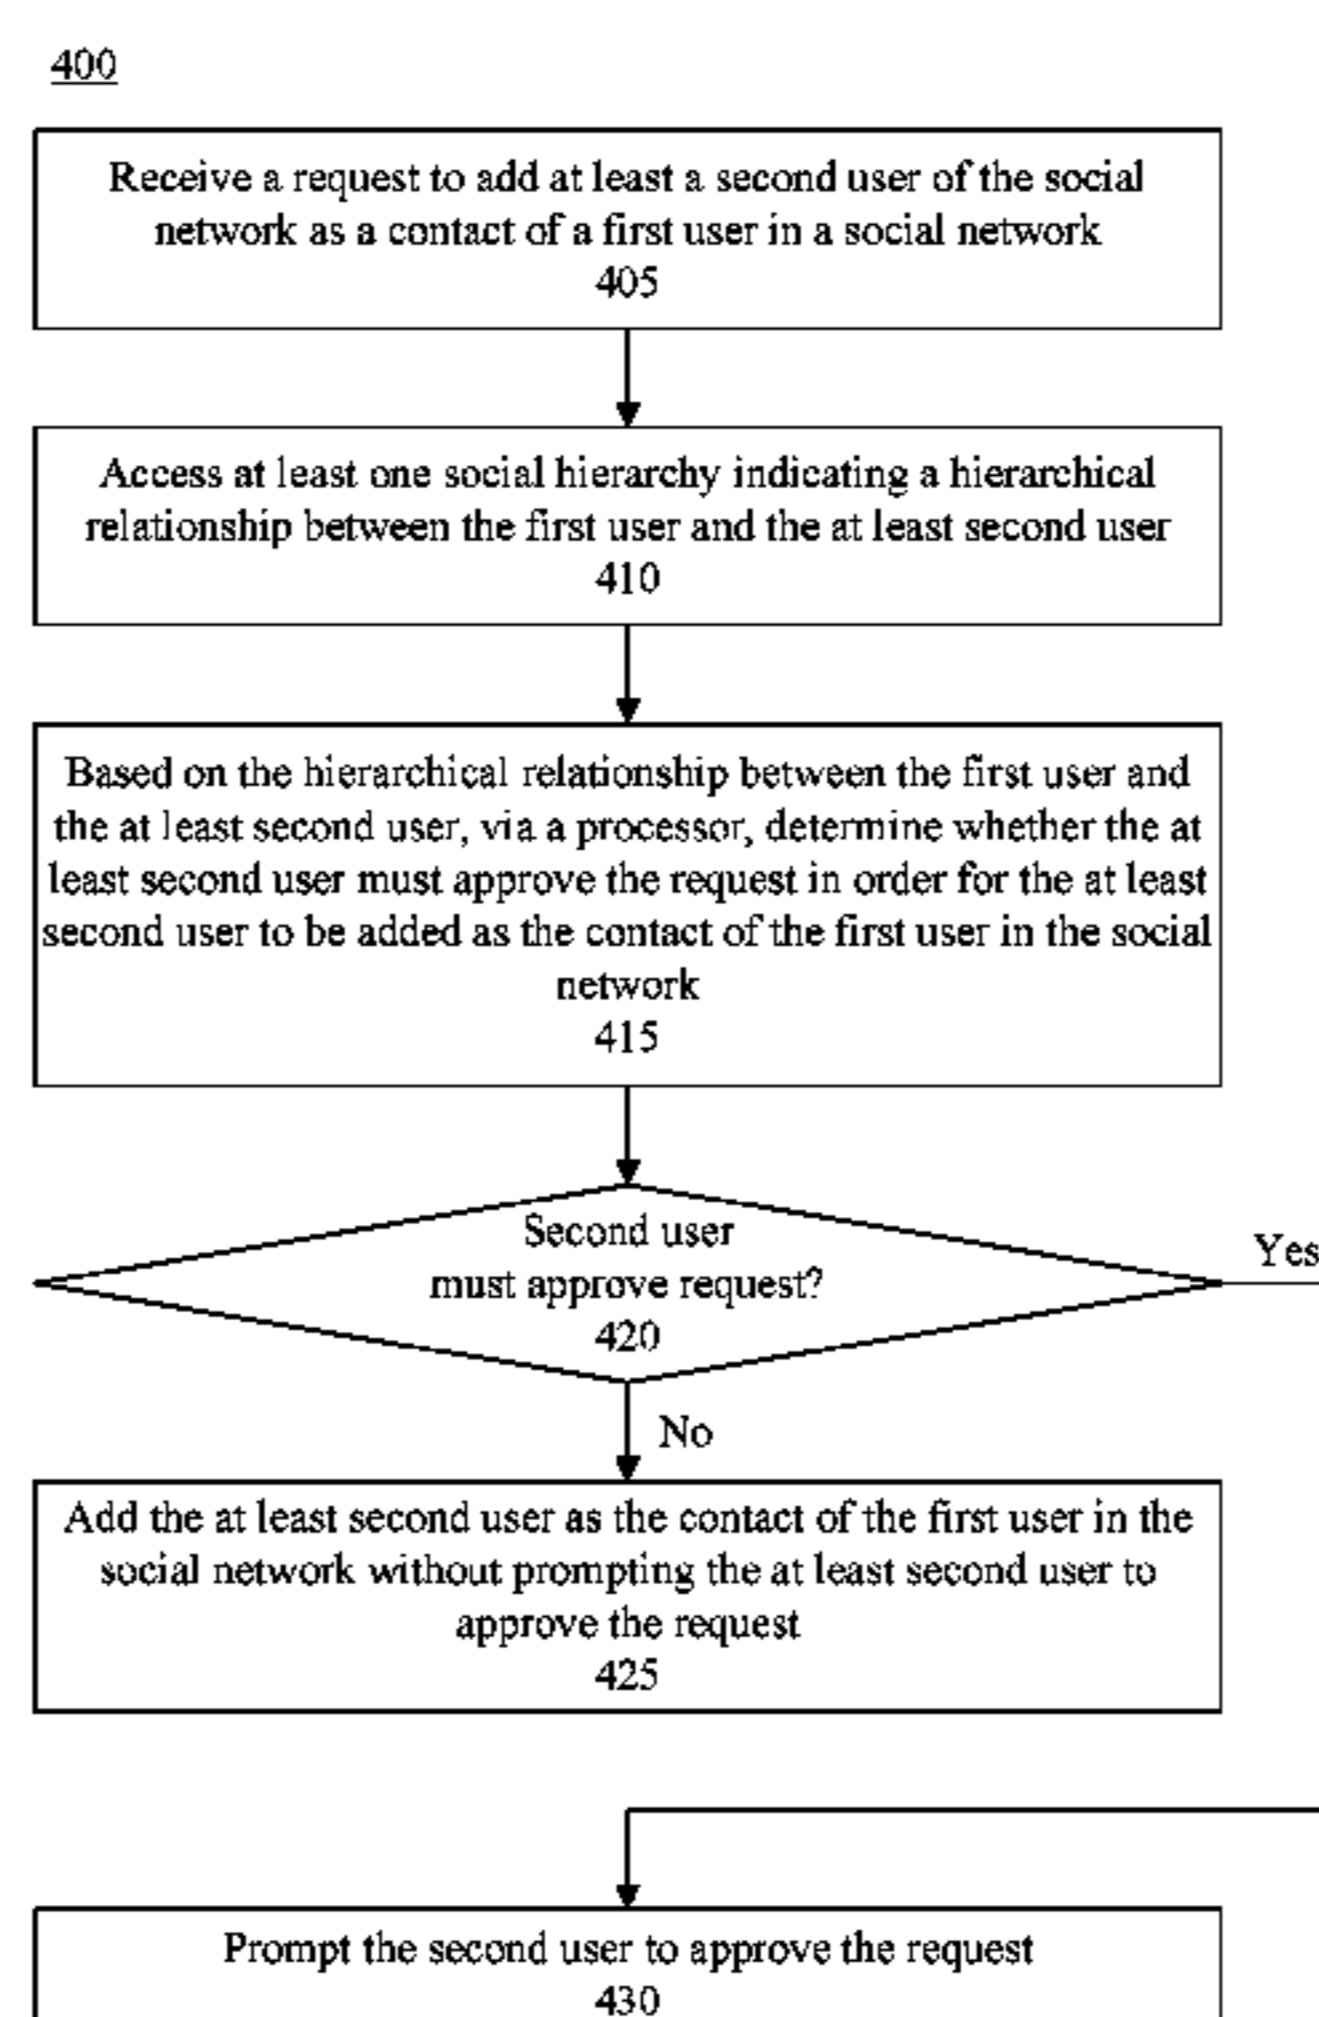 400
Receive a request to add at least a second user of the social
network as a contact of a first user in a social network
405
Access at least one social hierarchy indicating a hierarchical
relationship between the first user and the at least second user
410
Based on the hierarchical relationship between the first user and
the at least second user, via a processor, determine whether the at
least second user must approve the request in order for the at least
second user to be added as the contact of the first user in the social
network
415
Second user
must approve request?
420
Yes
No
Add the at least second user as the contact of the first user in the
social network without prompting the at least second user to
approve the request
425
Prompt the second user to approve the request
430